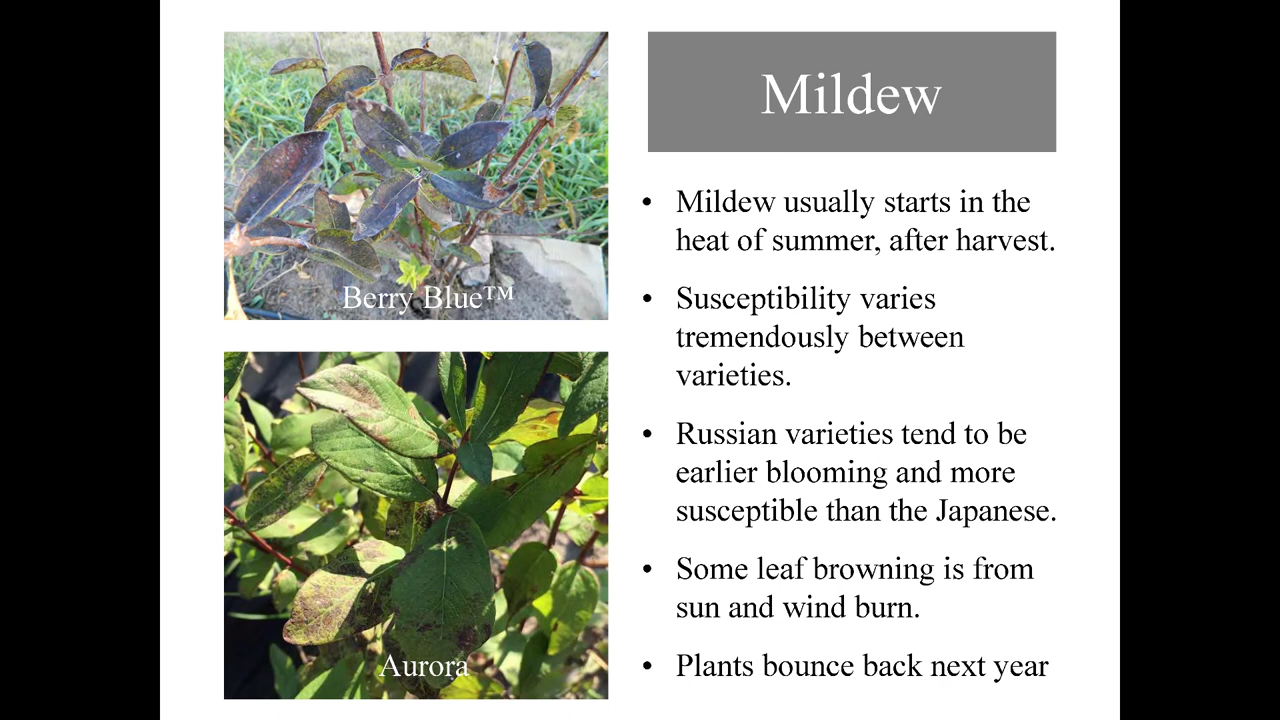 Mildew
Berry Blue™
Aurora
• Mildew usually starts in the
heat of summer, after harvest.
• Susceptibility varies
tremendously between
varieties.
• Russian varieties tend to be
earlier blooming and more
susceptible than the Japanese.
• Some leaf browning is from
sun and wind burn.
• Plants bounce back next year